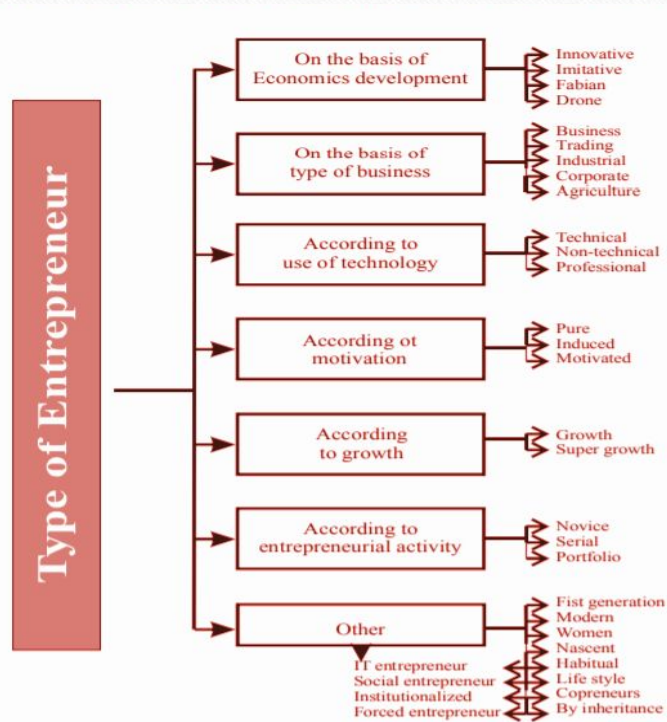 Type of Entrepreneur
On the basis of
Economics development
Innovative
Imitative
Fabian
Drone
On the basis of
type of business
Business
Trading
Industrial
Corporate
Agriculture
According to
use of technology
Technical
Non-technical
Professional
According ot
motivation
Pure
Induced
Motivated
According
to growth
Growth
Super growth
According to
entrepreneurial activity
Novice
Serial
Portfolio
Other
Fist generation
Modern
Women
Nascent
Habitual
Life style
Copreneurs
By inheritance
IT entrepreneur
Social entrepreneur
Institutionalized
Forced entrepreneur